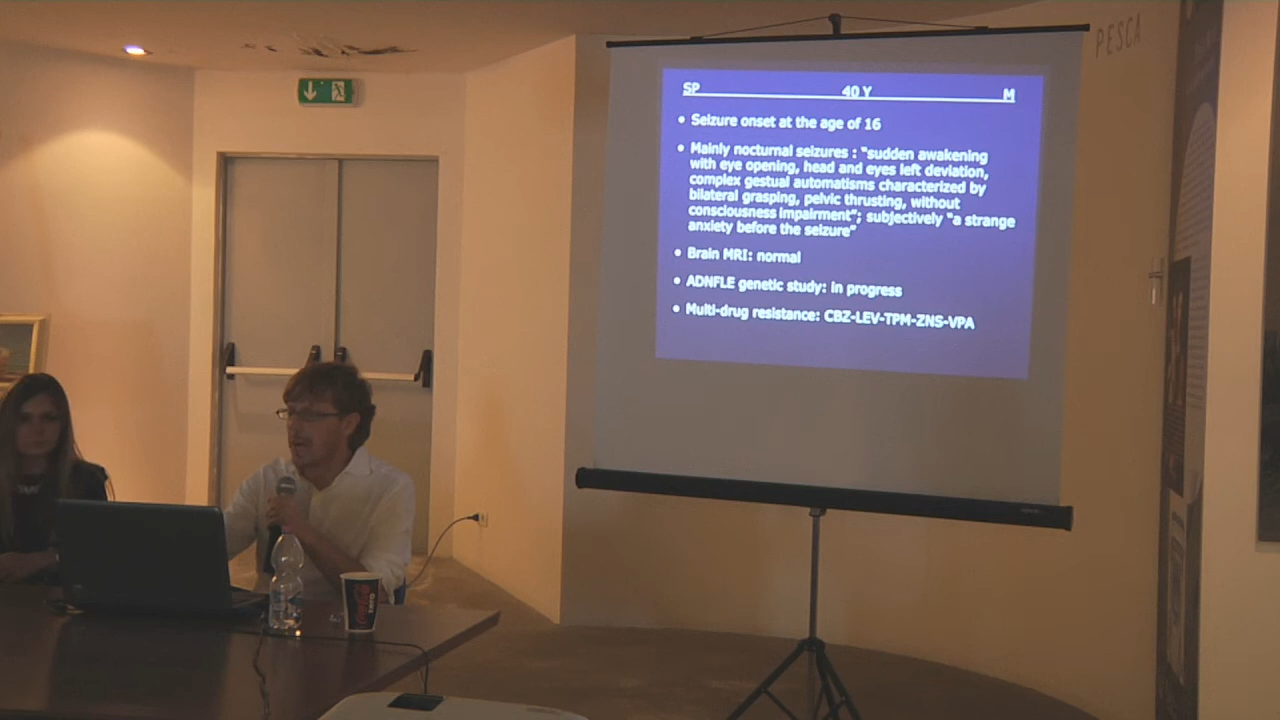 PESCA
SP 40 Y M
• Seizure onset at the age of 16
• Mainly nocturnal seizures : “sudden awakening
with eye opening, head and eyes left deviation,
complex gestual automatisms characterized by
bilateral grasping, pelvic thrusting, without
consciousness impairment”; subjectively “a strange
anxiety before the seizure”
• Brain MRI: normal
• ADNFLE genetic study: in progress
• Multi-drug resistance: CBZ-LEV-TPM-ZNS-VPA